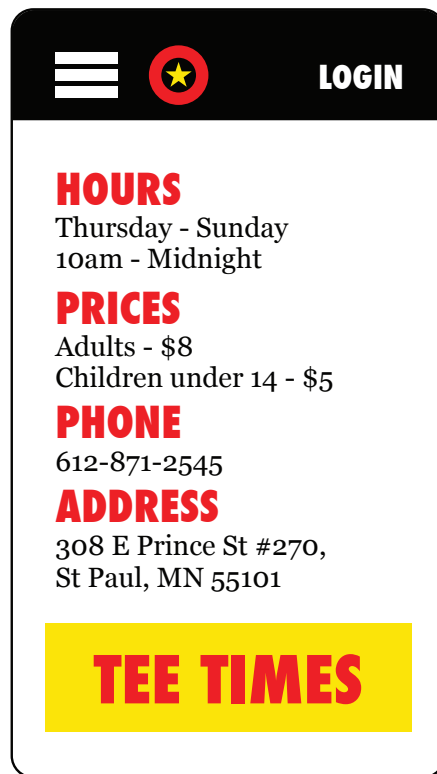 LOGIN
HOURS
Thursday - Sunday
10am - Midnight
PRICES
Adults - $8
Children under 14 - $5
PHONE
612-871-2545
ADDRESS
308 E Prince St #270,
St Paul, MN 55101
TEE TIMES